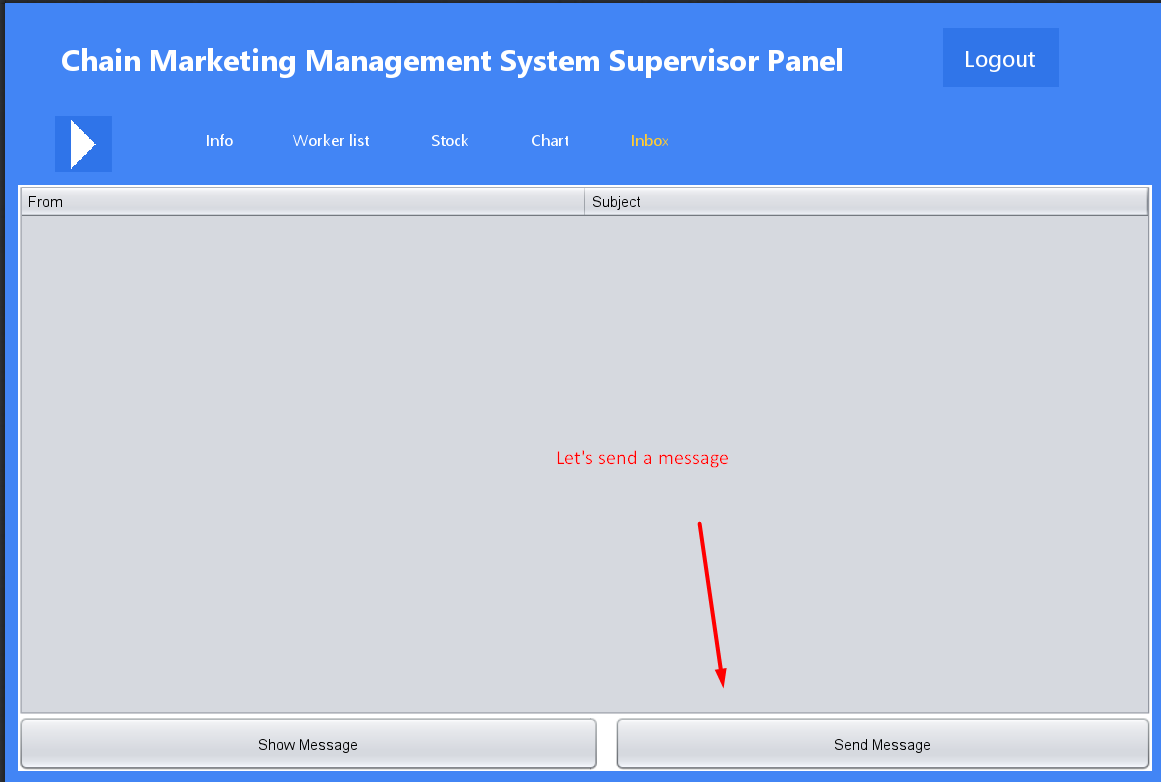 Chain Marketing Management System Supervisor Panel
Logout
Info Worker list Stock Chart Inbox
From Subject
Let's send a message
Show Message Send Message